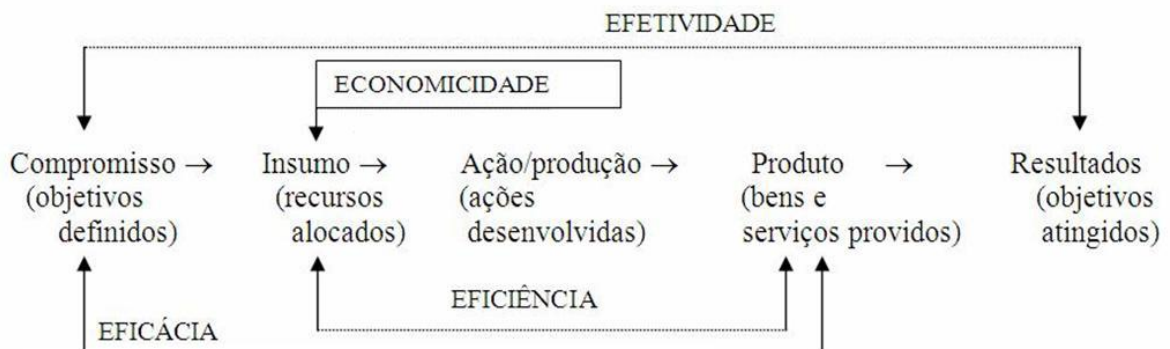 EFETIVIDADE
ECONOMICIDADE
Compromisso → Insumo → Ação/produção → Produto → Resultados
(objetivos (recursos (ações (bens e (objetivos
definidos) alocados) desenvolvidas) serviços providos) atingidos)
EFICIÊNCIA
EFICÁCIA